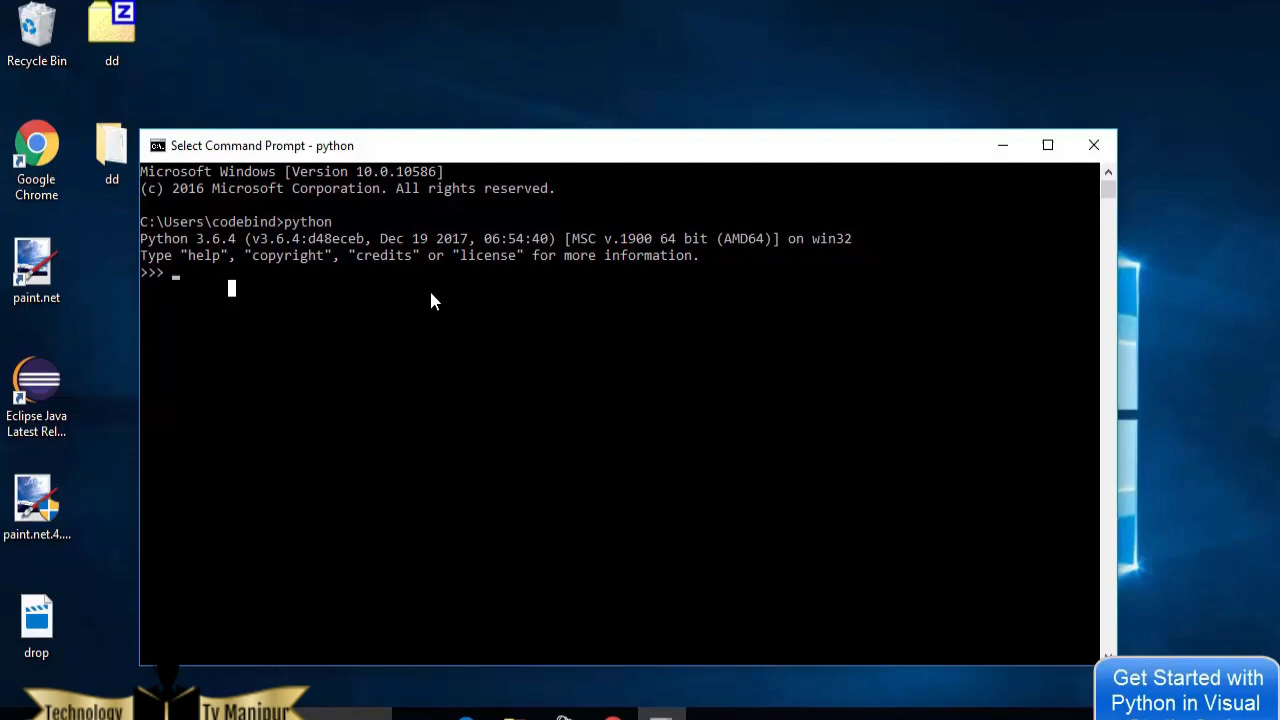 Recycle Bin
dd
Google
Chrome
dd
paint.net
Eclipse Java
Latest Rel...
paint.net.4....
drop
Select Command Prompt - python
Microsoft Windows [Version 10.0.10586]
(c) 2016 Microsoft Corporation. All rights reserved.
C:\Users\codebind>python
Python 3.6.4 (v3.6.4:d48eceb, Dec 19 2017, 06:54:40) [MSC v.1900 64 bit (AMD64)] on win32
Type "help", "copyright", "credits" or "license" for more information.
>>> _
Technology Tv Manipur
Get Started with
Python in Visual